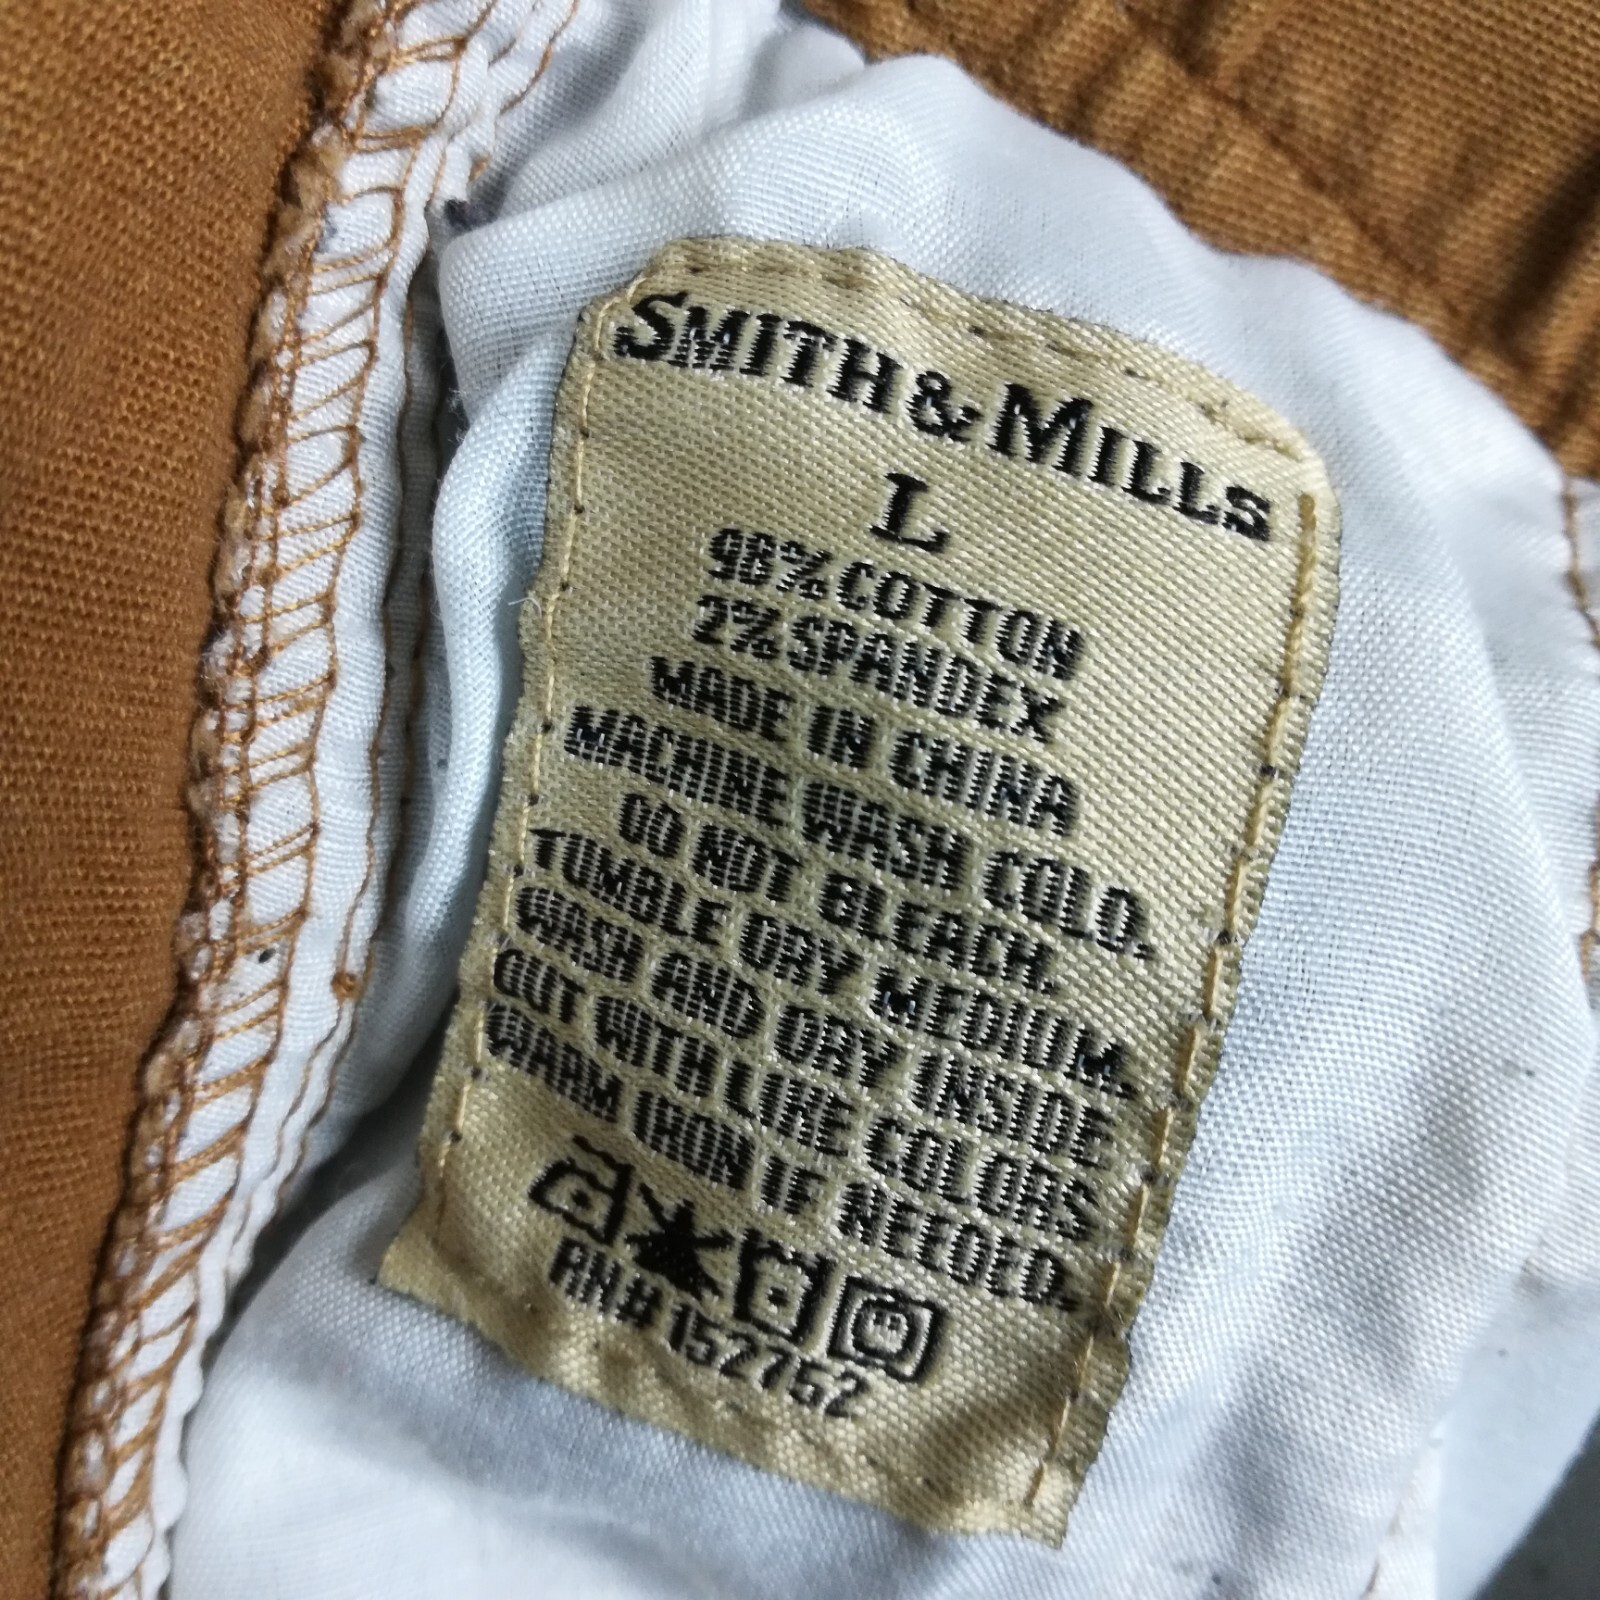 SMITH & MILLS
L
98% COTTON
2% SPANDEX
MADE IN CHINA
MACHINE WASH COLD.
DO NOT BLEACH.
TUMBLE DRY MEDIUM.
WASH AND DRY INSIDE
OUT WITH LIKE COLORS
WARM IRON IF NEEDED.
RN# 152752